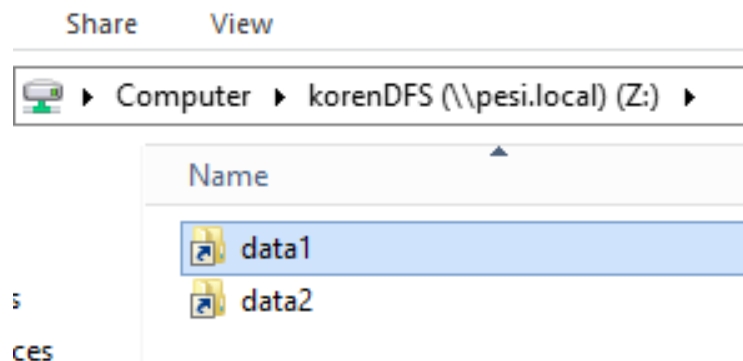 Share View
Computer korenDFS (\\pesi.local) (Z:)
Name
data1
data2
s
ces